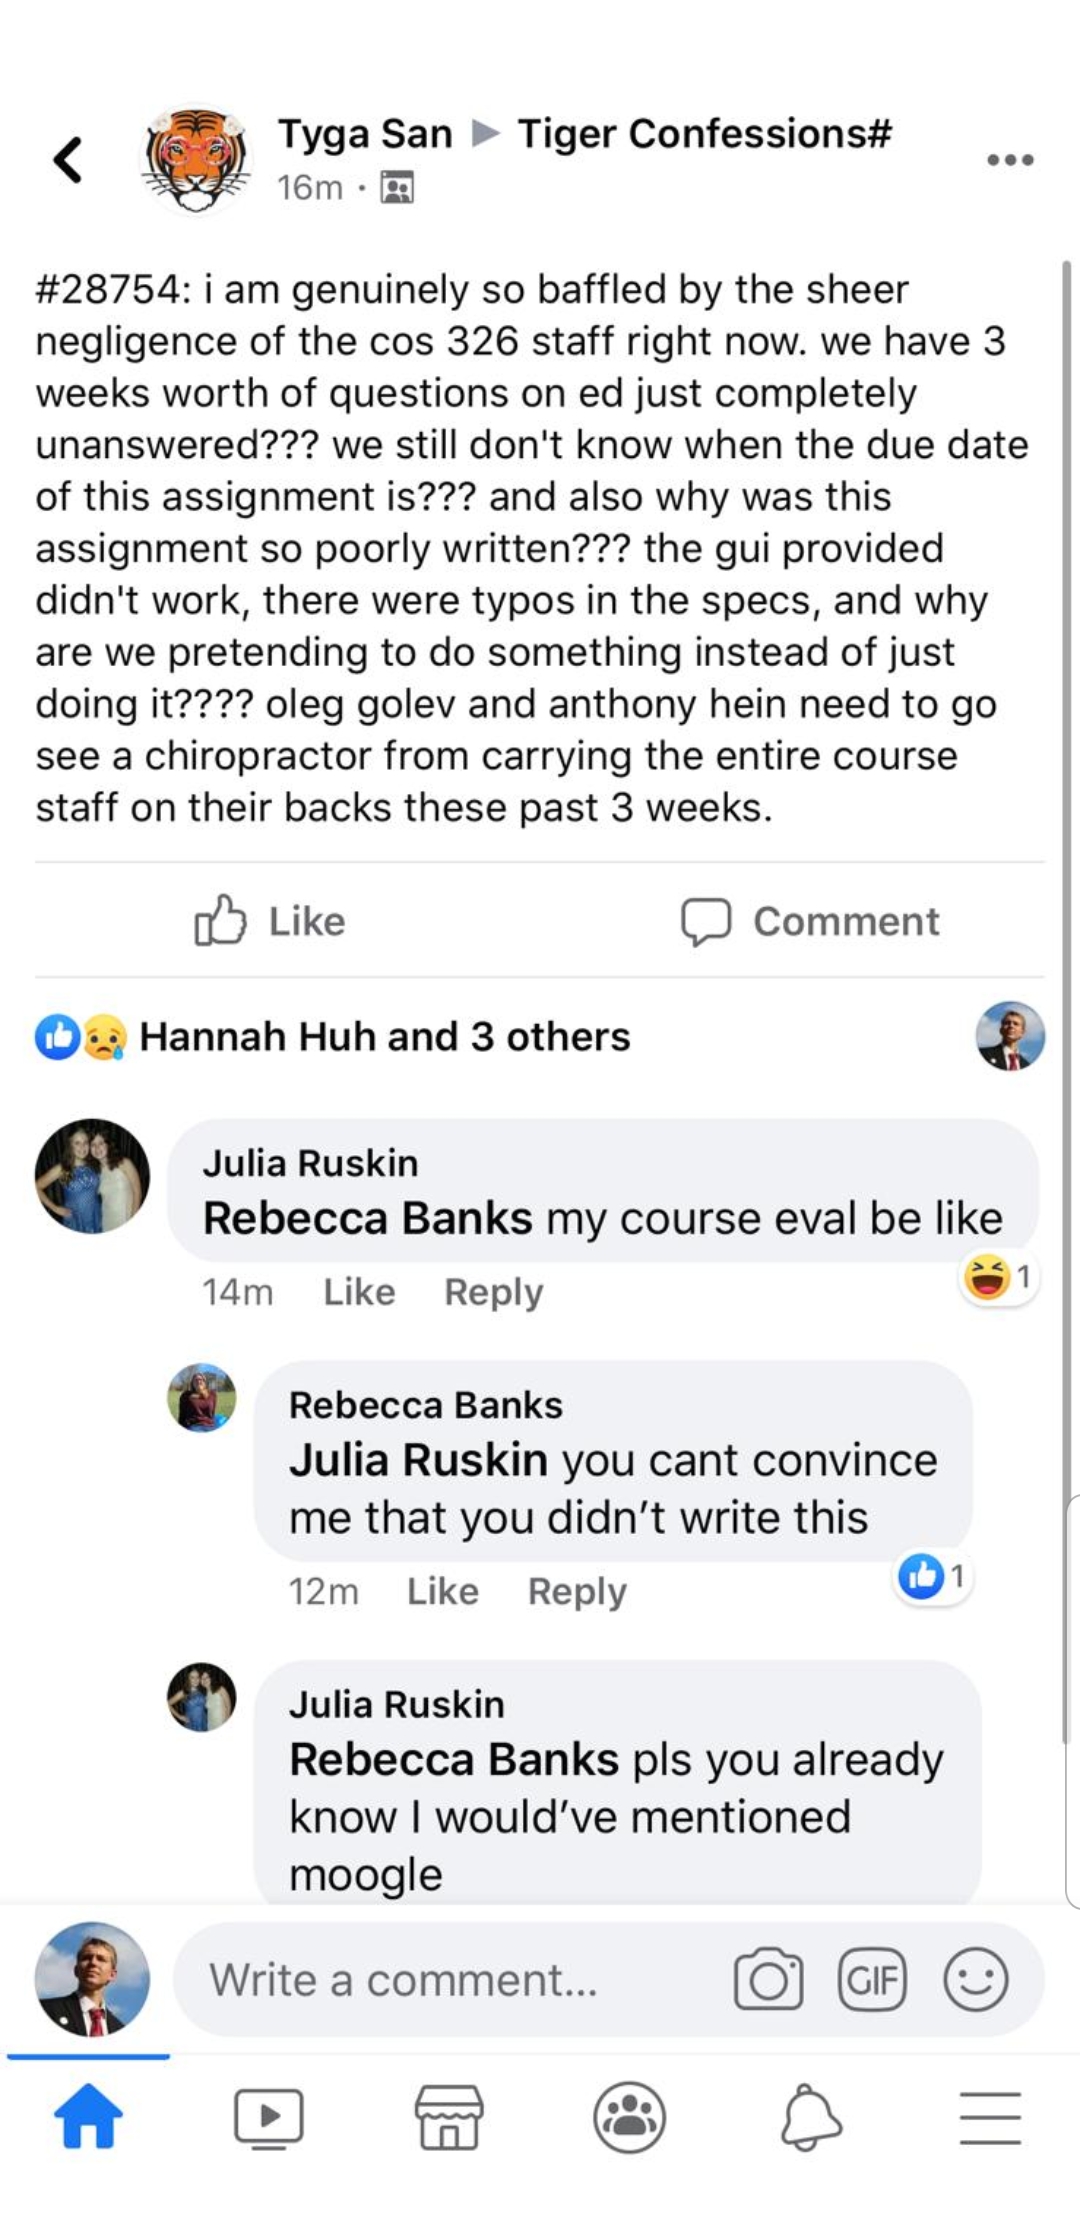 Tyga San ▶ Tiger Confessions#
16m ·
#28754: i am genuinely so baffled by the sheer
negligence of the cos 326 staff right now. we have 3
weeks worth of questions on ed just completely
unanswered??? we still don't know when the due date
of this assignment is??? and also why was this
assignment so poorly written??? the gui provided
didn't work, there were typos in the specs, and why
are we pretending to do something instead of just
doing it???? oleg golev and anthony hein need to go
see a chiropractor from carrying the entire course
staff on their backs these past 3 weeks.
Like Comment
Hannah Huh and 3 others
Julia Ruskin
Rebecca Banks my course eval be like
14m Like Reply 1
Rebecca Banks
Julia Ruskin you cant convince
me that you didn’t write this
12m Like Reply 1
Julia Ruskin
Rebecca Banks pls you already
know I would’ve mentioned
moogle
Write a comment... GIF